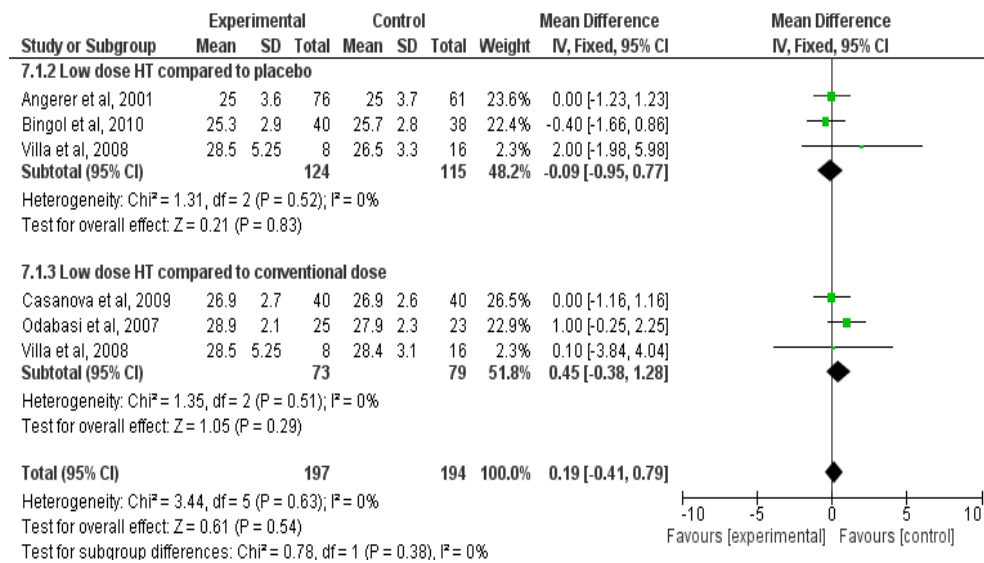 Experimental Control Mean Difference Mean Difference
Study or Subgroup Mean SD Total Mean SD Total Weight IV, Fixed, 95% CI IV, Fixed, 95% CI
7.1.2 Low dose HT compared to placebo
Angerer et al, 2001 25 3.6 76 25 3.7 61 23.6% 0.00 [-1.23, 1.23]
Bingol et al, 2010 25.3 2.9 40 25.7 2.8 38 22.4% -0.40 [-1.66, 0.86]
Villa et al, 2008 28.5 5.25 8 26.5 3.3 16 2.3% 2.00 [-1.98, 5.98]
Subtotal (95% CI) 124 115 48.2% -0.09 [-0.95, 0.77]
Heterogeneity: Chi² = 1.31, df = 2 (P = 0.52); I² = 0%
Test for overall effect: Z = 0.21 (P = 0.83)
7.1.3 Low dose HT compared to conventional dose
Casanova et al, 2009 26.9 2.7 40 26.9 2.6 40 26.5% 0.00 [-1.16, 1.16]
Odabasi et al, 2007 28.9 2.1 25 27.9 2.3 23 22.9% 1.00 [-0.25, 2.25]
Villa et al, 2008 28.5 5.25 8 28.4 3.1 16 2.3% 0.10 [-3.84, 4.04]
Subtotal (95% CI) 73 79 51.8% 0.45 [-0.38, 1.28]
Heterogeneity: Chi² = 1.35, df = 2 (P = 0.51); I² = 0%
Test for overall effect: Z = 1.05 (P = 0.29)
Total (95% CI) 197 194 100.0% 0.19 [-0.41, 0.79]
Heterogeneity: Chi² = 3.44, df = 5 (P = 0.63); I² = 0%
Test for overall effect: Z = 0.61 (P = 0.54)
Test for subgroup differences: Chi² = 0.78, df = 1 (P = 0.38), I² = 0%
-10 -5 0 5 10
Favours [experimental] Favours [control]